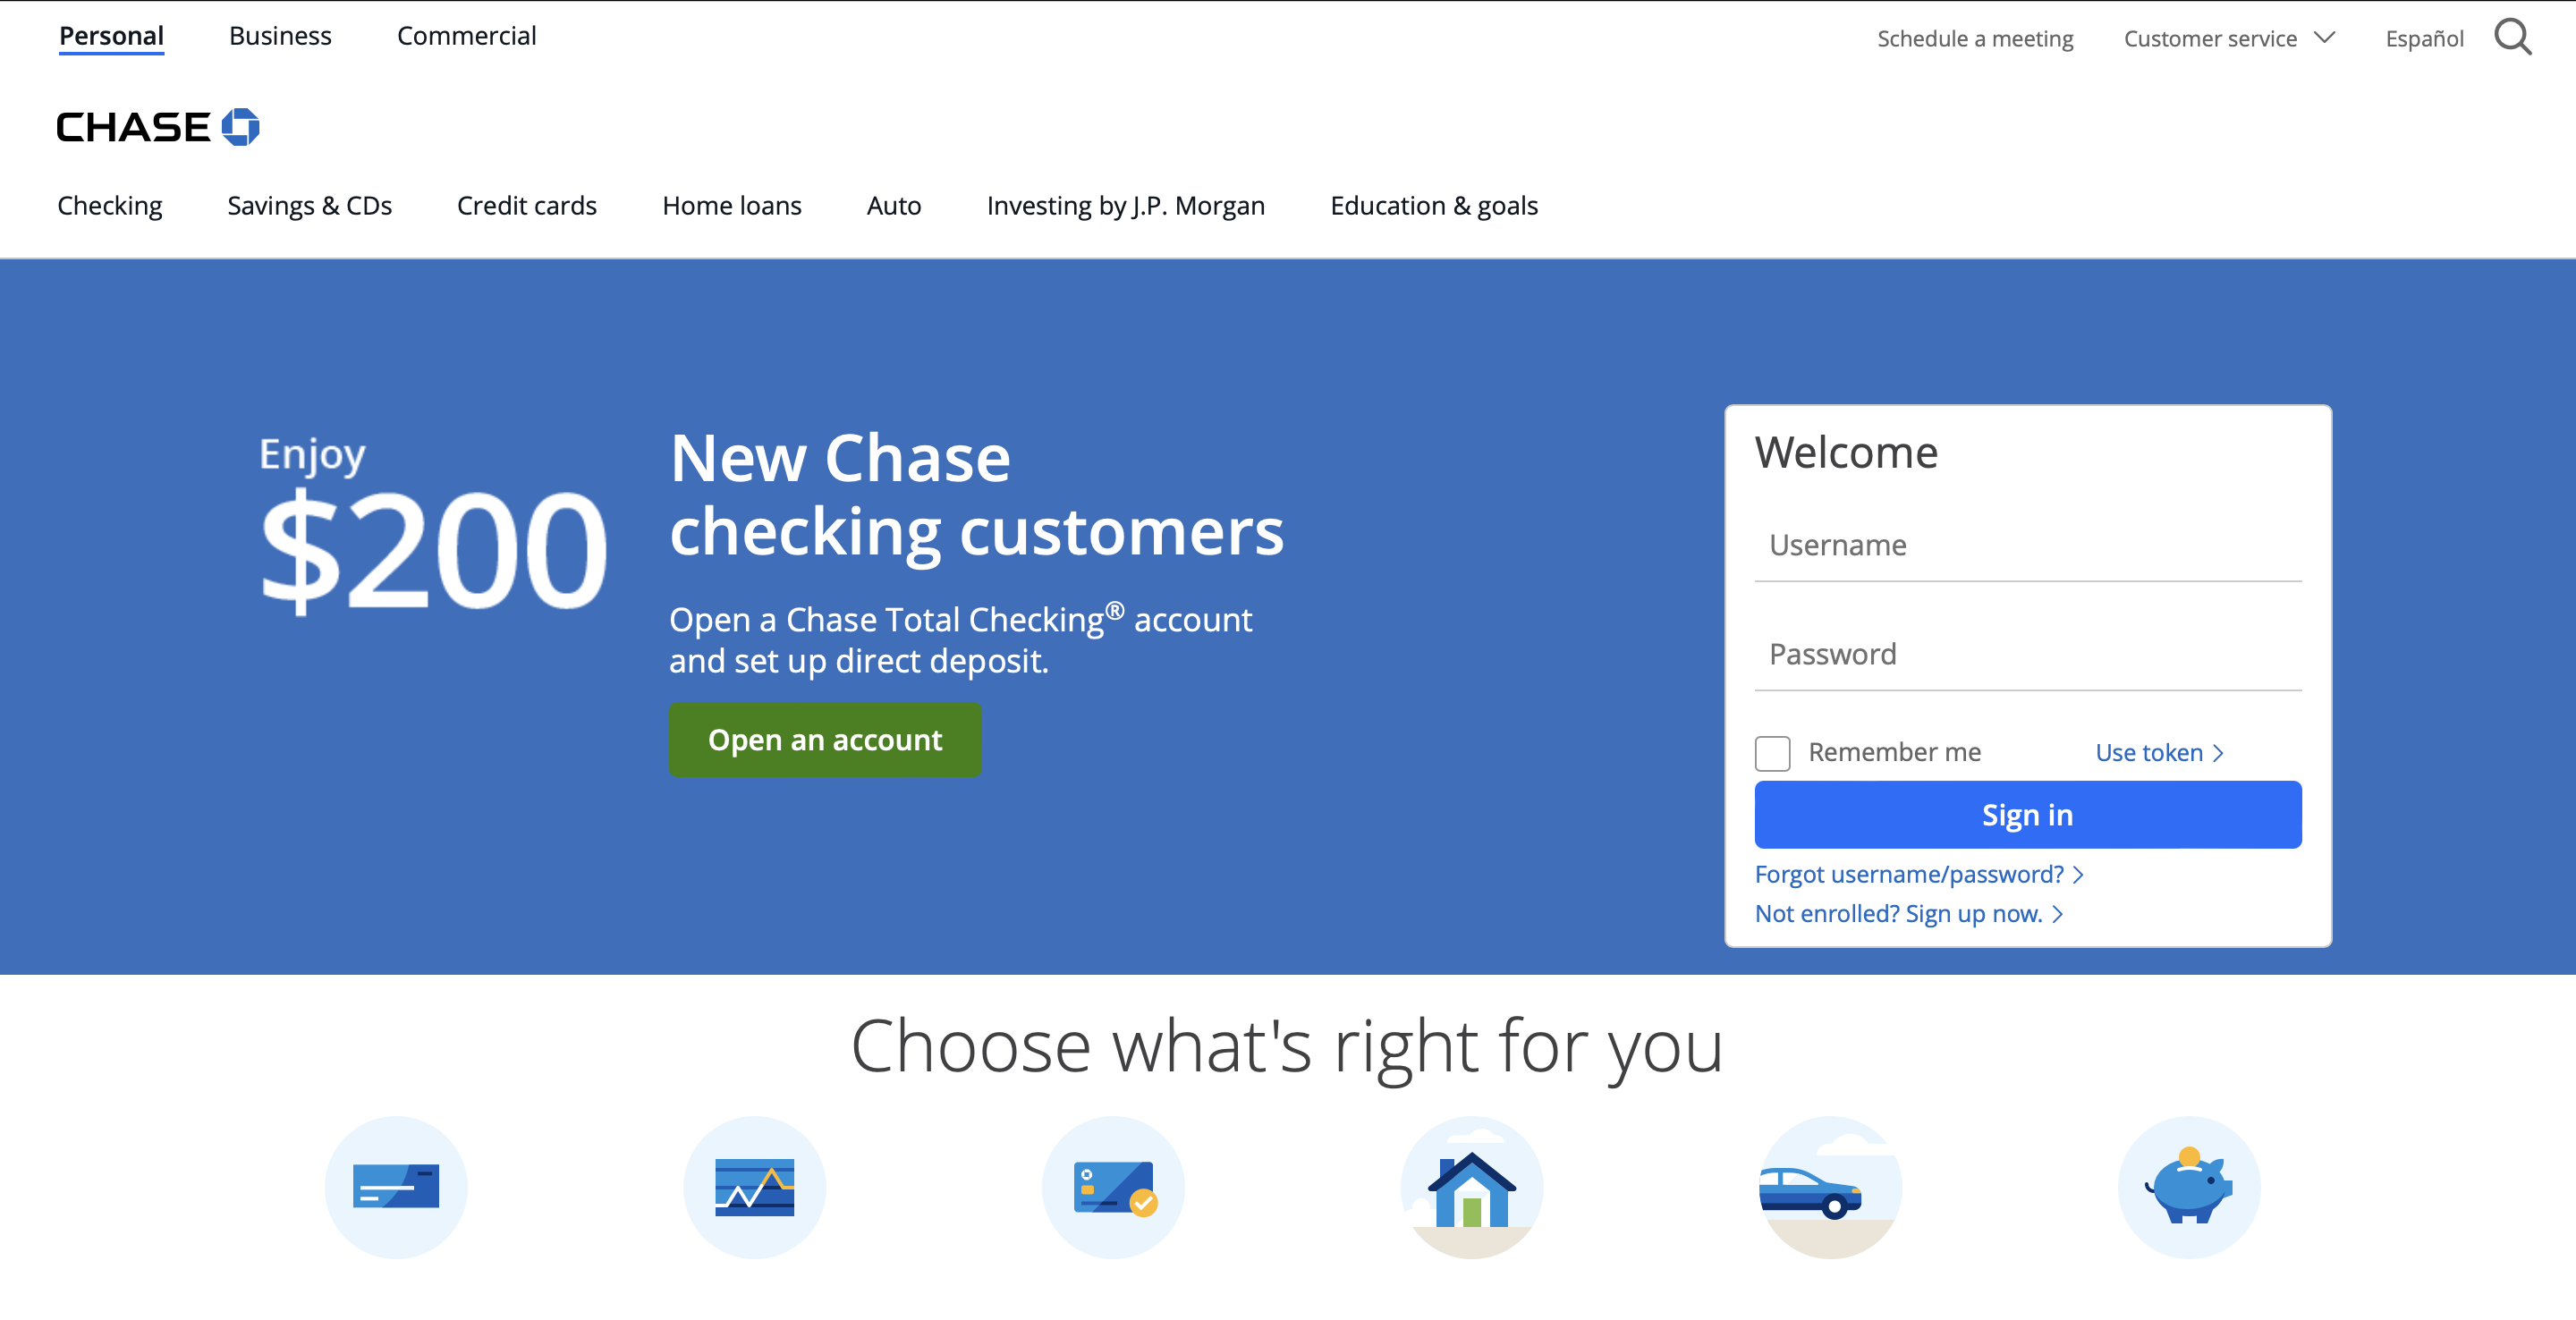 Personal Business Commercial Schedule a meeting Customer service Español
CHASE
Checking Savings & CDs Credit cards Home loans Auto Investing by J.P. Morgan Education & goals
Enjoy
$200
New Chase
checking customers
Open a Chase Total Checking® account
and set up direct deposit.
Open an account
Welcome
Username
Password
Remember me Use token
Sign in
Forgot username/password?
Not enrolled? Sign up now.
Choose what's right for you